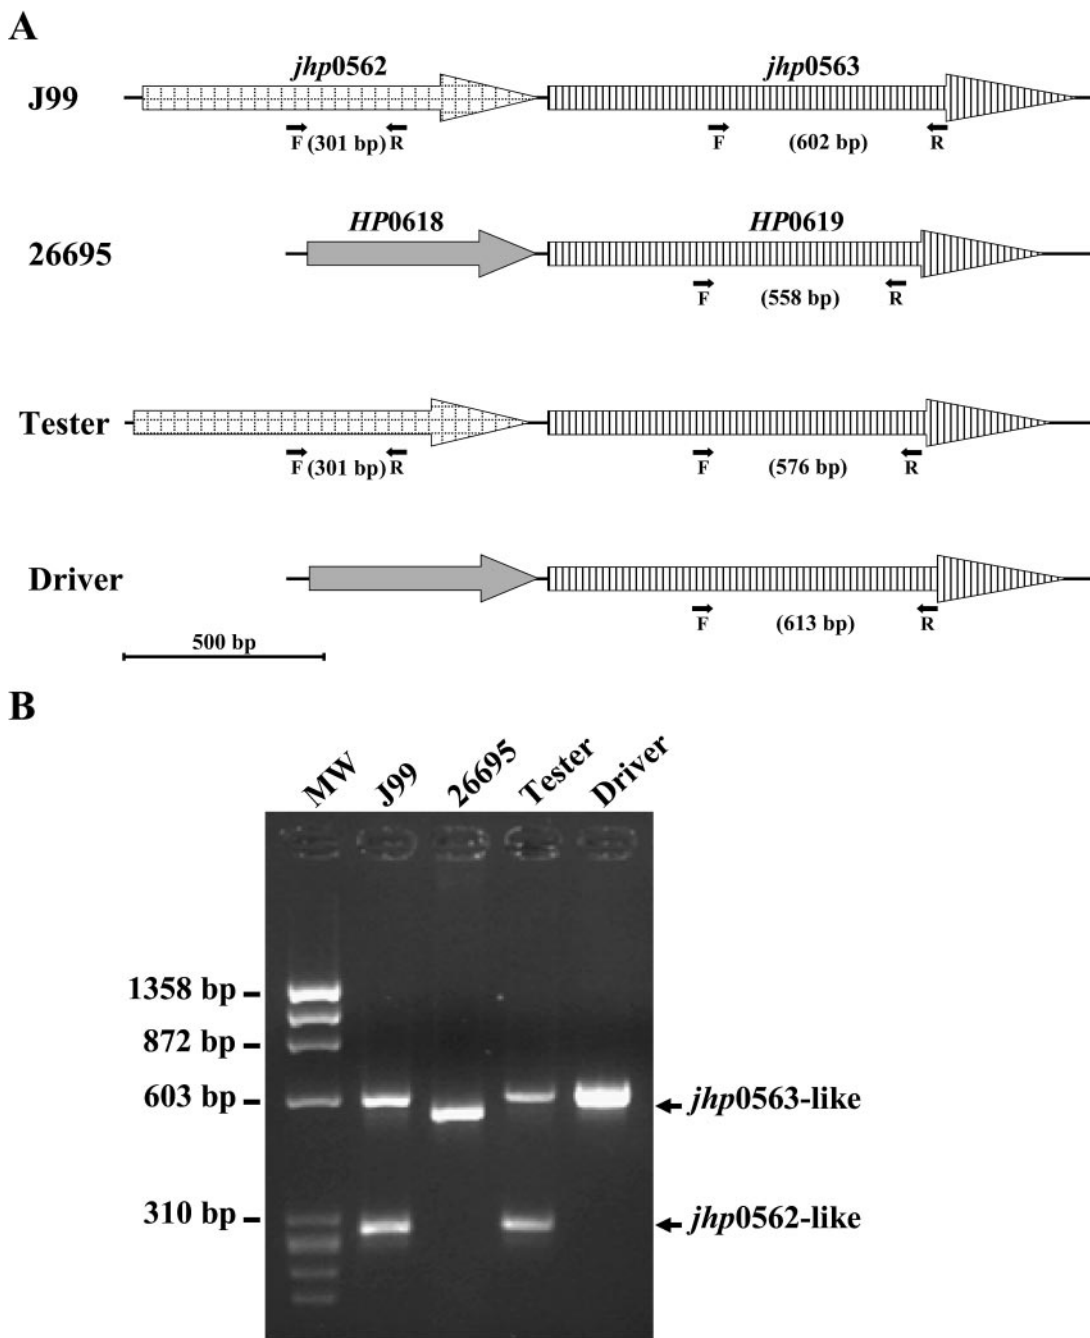 A
jhp0562 jhp0563
J99
F (301 bp) R F (602 bp) R
HP0618 HP0619
26695
F (558 bp) R
Tester
F (301 bp) R F (576 bp) R
Driver
F (613 bp) R
500 bp
B
MW J99 26695 Tester Driver
1358 bp
872 bp
603 bp jhp0563-like
310 bp jhp0562-like